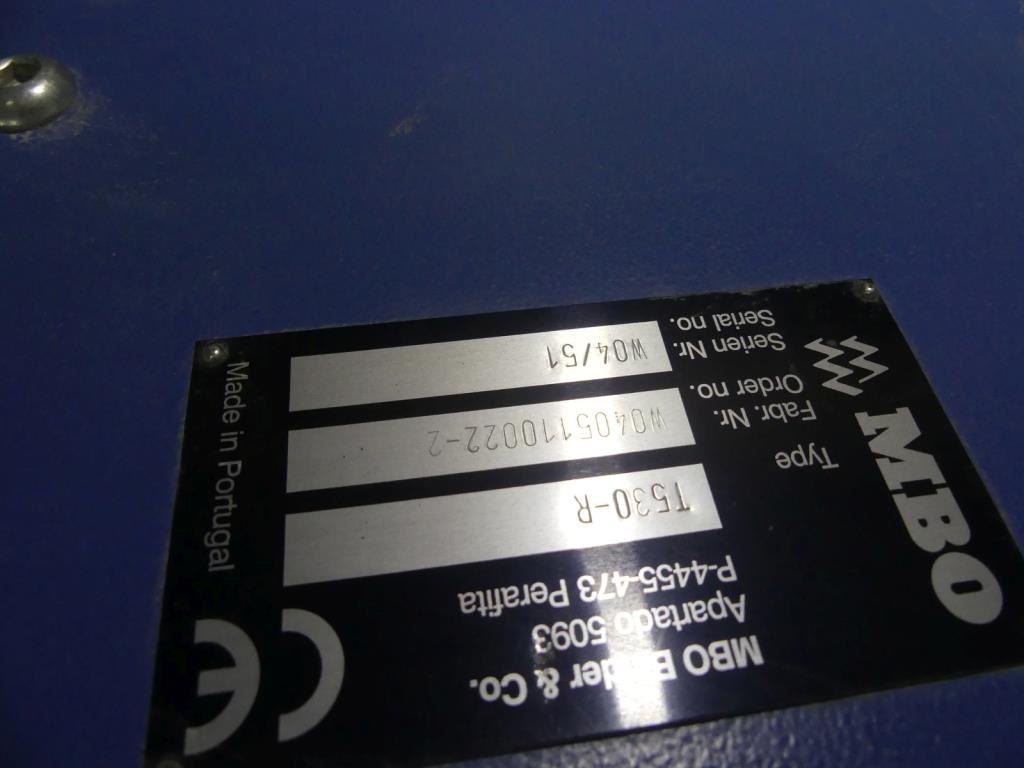 MBO
MBO Binder & Co.
Apartado 5093
P-4455-473 Perafita
Type T530-R
Fabr. Nr.
Order no. W0405110022-2
Serien Nr.
Serial no. W04/51
CE
Made in Portugal